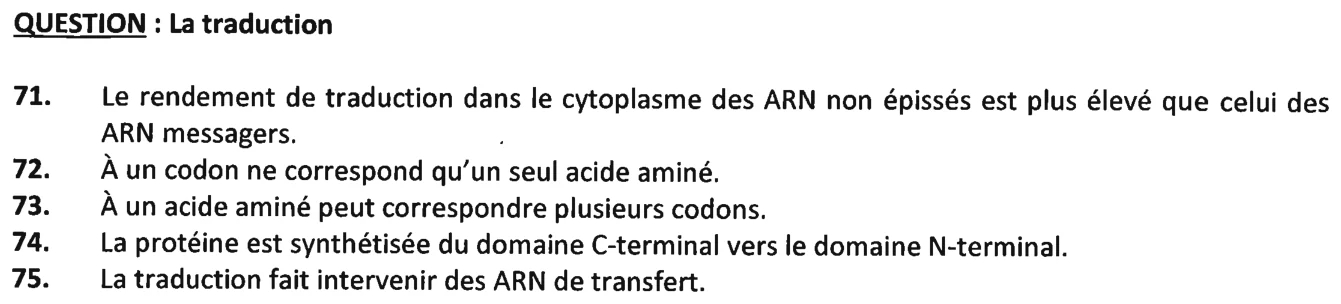 QUESTION : La traduction
71. Le rendement de traduction dans le cytoplasme des ARN non épissés est plus élevé que celui des
ARN messagers.
72. À un codon ne correspond qu'un seul acide aminé.
73. À un acide aminé peut correspondre plusieurs codons.
74. La protéine est synthétisée du domaine C-terminal vers le domaine N-terminal.
75. La traduction fait intervenir des ARN de transfert.